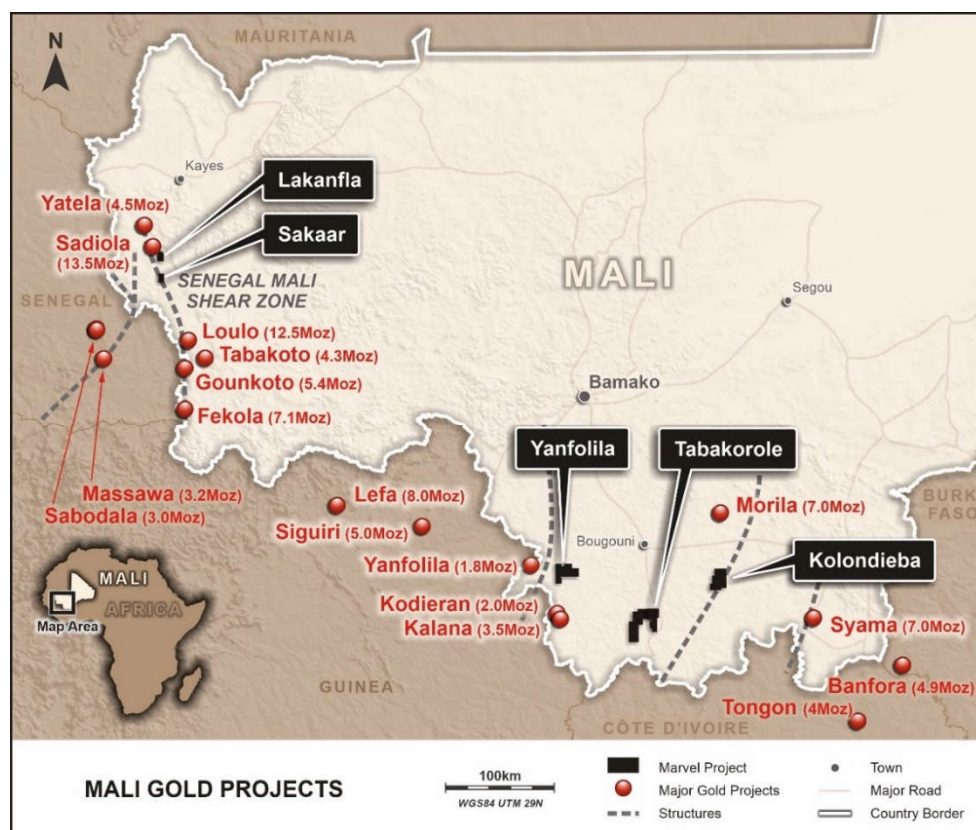 MAURITANIA
N
Kayes
Lakanfla
Yatela (4.5Moz)
Sakaar
Sadiola
(13.5Moz)
MALI
SENEGAL MALI
SHEAR ZONE
SENEGAL
Segou
Loulo (12.5Moz)
Tabakoto (4.3Moz)
Gounkoto (5.4Moz)
Bamako
Fekola (7.1Moz)
Yanfolila
Tabakorole
Massawa (3.2Moz)
Sabodala (3.0Moz)
Lefa (8.0Moz)
Siguiri (5.0Moz)
Morila (7.0Moz)
BURK
FASO
Bougouni
Yanfolila (1.8Moz)
Kolondieba
MALI
AFRICA
Map Area
Kodieran (2.0Moz)
Kalana (3.5Moz)
Syama (7.0Moz)
GUINEA
Banfora (4.9Moz)
Tongon (4Moz)
CÔTE D'IVOIRE
MALI GOLD PROJECTS
100km
WGS84 UTM 29N
Marvel Project
Major Gold Projects
Structures
Town
Major Road
Country Border